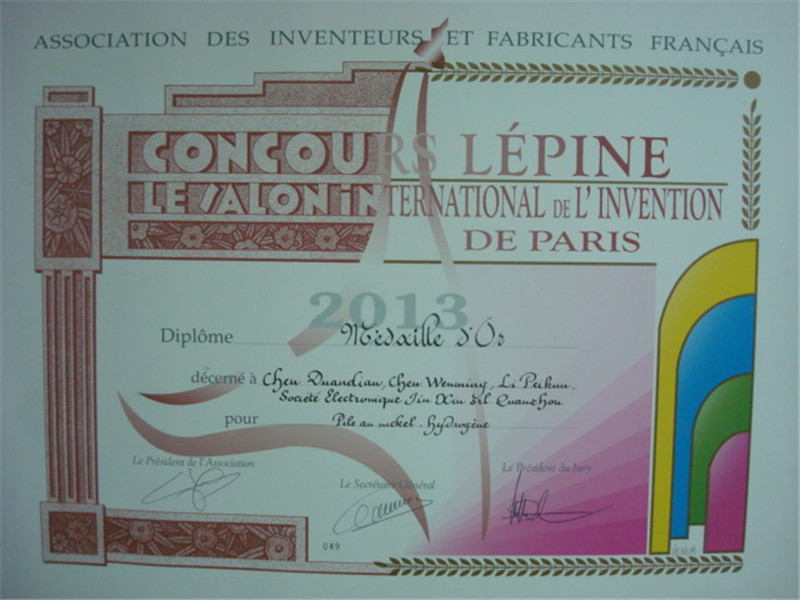 ASSOCIATION DES INVENTEURS ET FABRICANTS FRANÇAIS
CONCOURS LÉPINE
LE SALON INTERNATIONAL DE L'INVENTION
DE PARIS
2013
Diplôme Médaille d'Or
décerné à Chen Duandian, Chen Wenming, Li Peikun.
Société Electronique Jin Xin de Quanzhou
pour Pile au nickel - Hydrogène
Le Président de l'Association
Le Secrétaire Général
Le Président du Jury
049